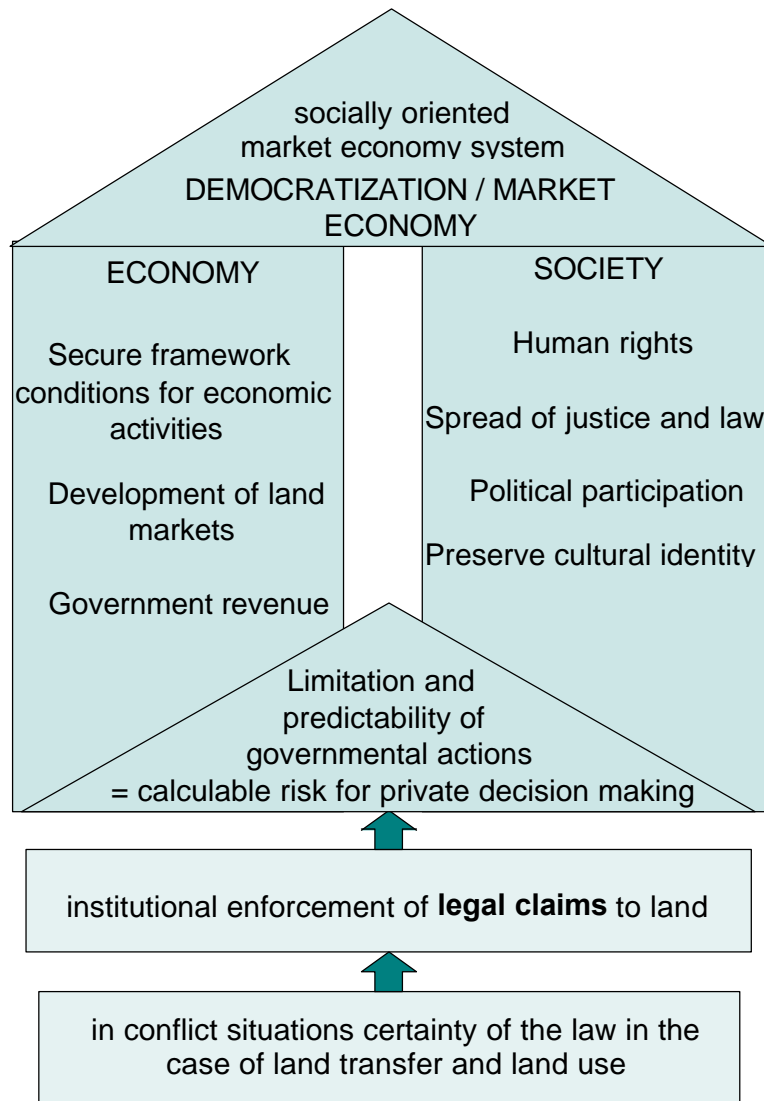 socially oriented
market economy system
DEMOCRATIZATION / MARKET
ECONOMY
ECONOMY
Secure framework
conditions for economic
activities
Development of land
markets
Government revenue
SOCIETY
Human rights
Spread of justice and law
Political participation
Preserve cultural identity
Limitation and
predictability of
governmental actions
= calculable risk for private decision making
institutional enforcement of legal claims to land
in conflict situations certainty of the law in the
case of land transfer and land use